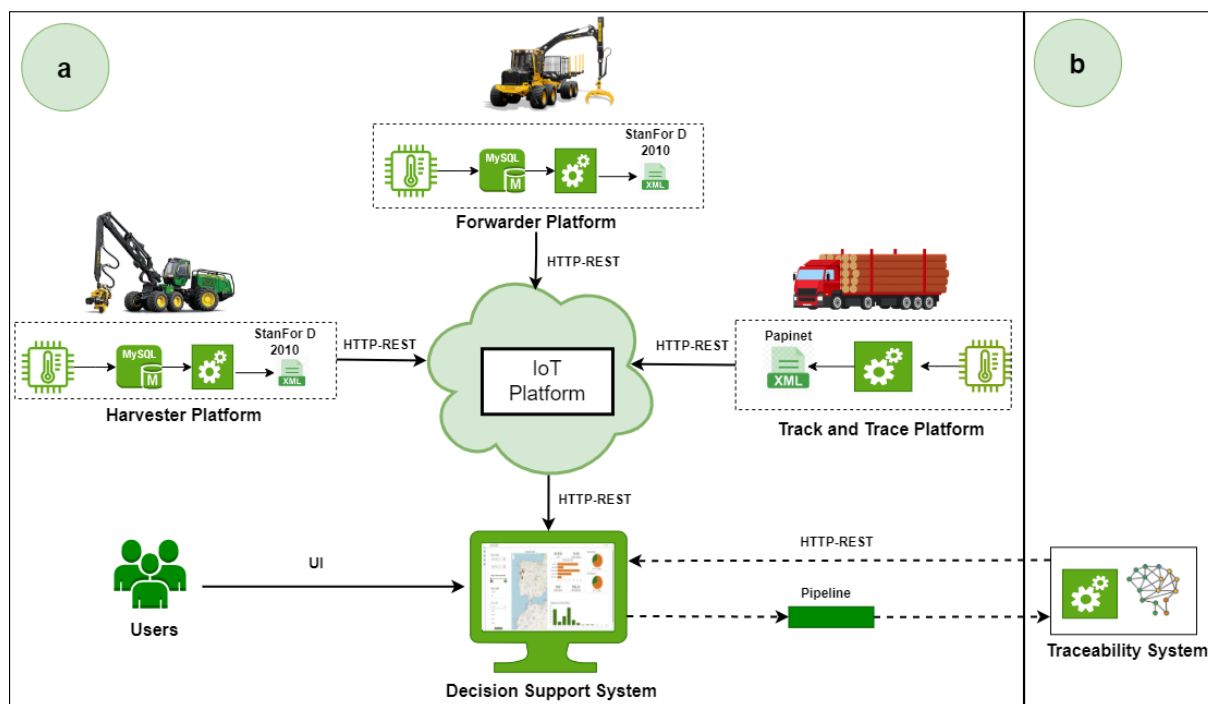 a
b
StanFor D
2010
MySQL
M
XML
Forwarder Platform
HTTP-REST
StanFor D
2010
MySQL
M
XML
HTTP-REST
Harvester Platform
IoT
Platform
HTTP-REST
Papinet
XML
Track and Trace Platform
HTTP-REST
Users
UI
Decision Support System
HTTP-REST
Pipeline
Traceability System